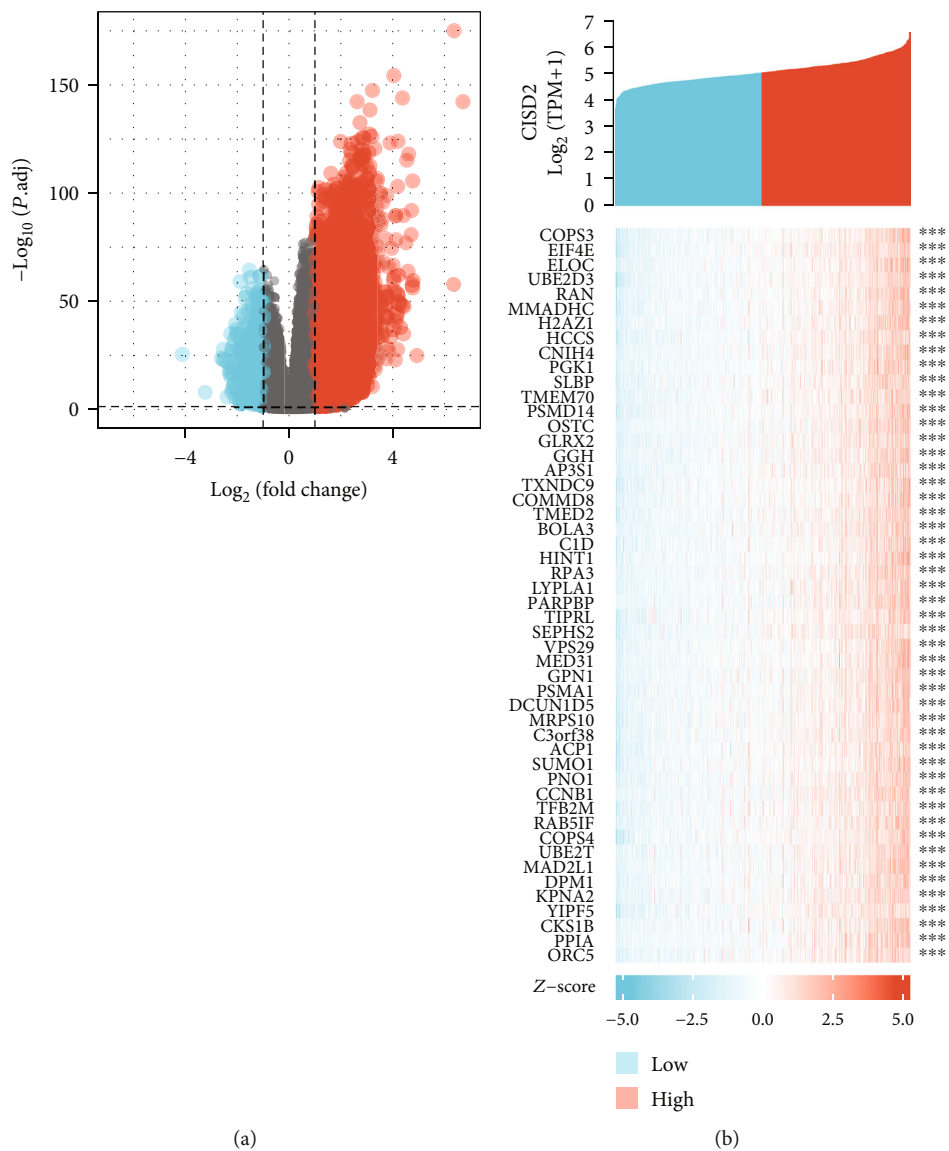 150
100
50
0
−Log10 (P.adj)
−4
0
4
Log2 (fold change)
(a)
7
6
5
4
3
2
1
0
CISD2
Log2 (TPM+1)
COPS3 ***
EIF4E ***
ELOC ***
UBE2D3 ***
RAN ***
MMADHC ***
H2AZ1 ***
HCCS ***
CNIH4 ***
PGK1 ***
SLBP ***
TMEM70 ***
PSMD14 ***
OSTC ***
GLRX2 ***
GGH ***
AP3S1 ***
TXNDC9 ***
COMMD8 ***
TMED2 ***
BOLA3 ***
C1D ***
HINT1 ***
RPA3 ***
LYPLA1 ***
PARPBP ***
TIPRL ***
SEPHS2 ***
VPS29 ***
MED31 ***
GPN1 ***
PSMA1 ***
DCUN1D5 ***
MRPS10 ***
C3orf38 ***
ACP1 ***
SUMO1 ***
PNO1 ***
CCNB1 ***
TFB2M ***
RAB5IF ***
COPS4 ***
UBE2T ***
MAD2L1 ***
DPM1 ***
KPNA2 ***
YIPF5 ***
CKS1B ***
PPIA ***
ORC5 ***
Z−score
−5.0 −2.5 0.0 2.5 5.0
Low
High
(b)